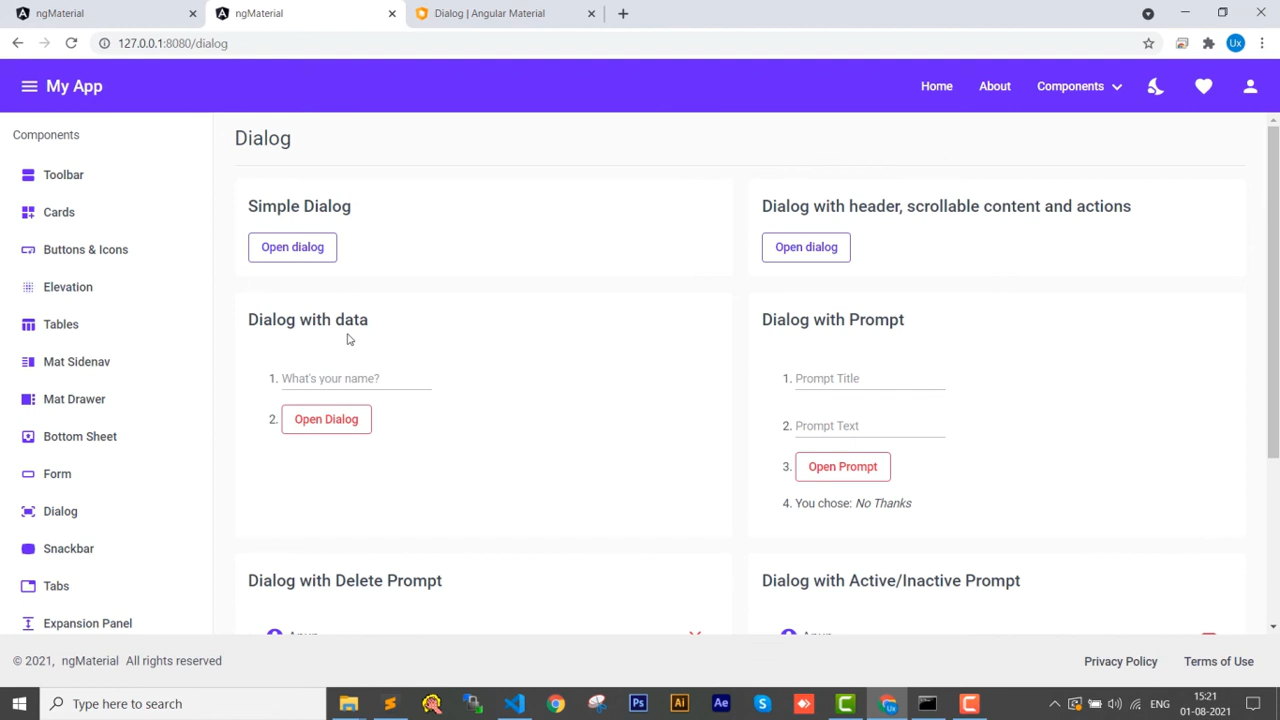 ngMaterial
ngMaterial
Dialog | Angular Material
127.0.0.1:8080/dialog
Ux
My App
Home
About
Components
Components
Toolbar
Cards
Buttons & Icons
Elevation
Tables
Mat Sidenav
Mat Drawer
Bottom Sheet
Form
Dialog
Snackbar
Tabs
Expansion Panel
Dialog
Simple Dialog
Open dialog
Dialog with header, scrollable content and actions
Open dialog
Dialog with data
1. What's your name?
2. Open Dialog
Dialog with Prompt
1. Prompt Title
2. Prompt Text
3. Open Prompt
4. You chose: No Thanks
Dialog with Delete Prompt
Dialog with Active/Inactive Prompt
© 2021, ngMaterial All rights reserved
Privacy Policy
Terms of Use
Type here to search
Ps
Ai
Ae
15:21
01-08-2021